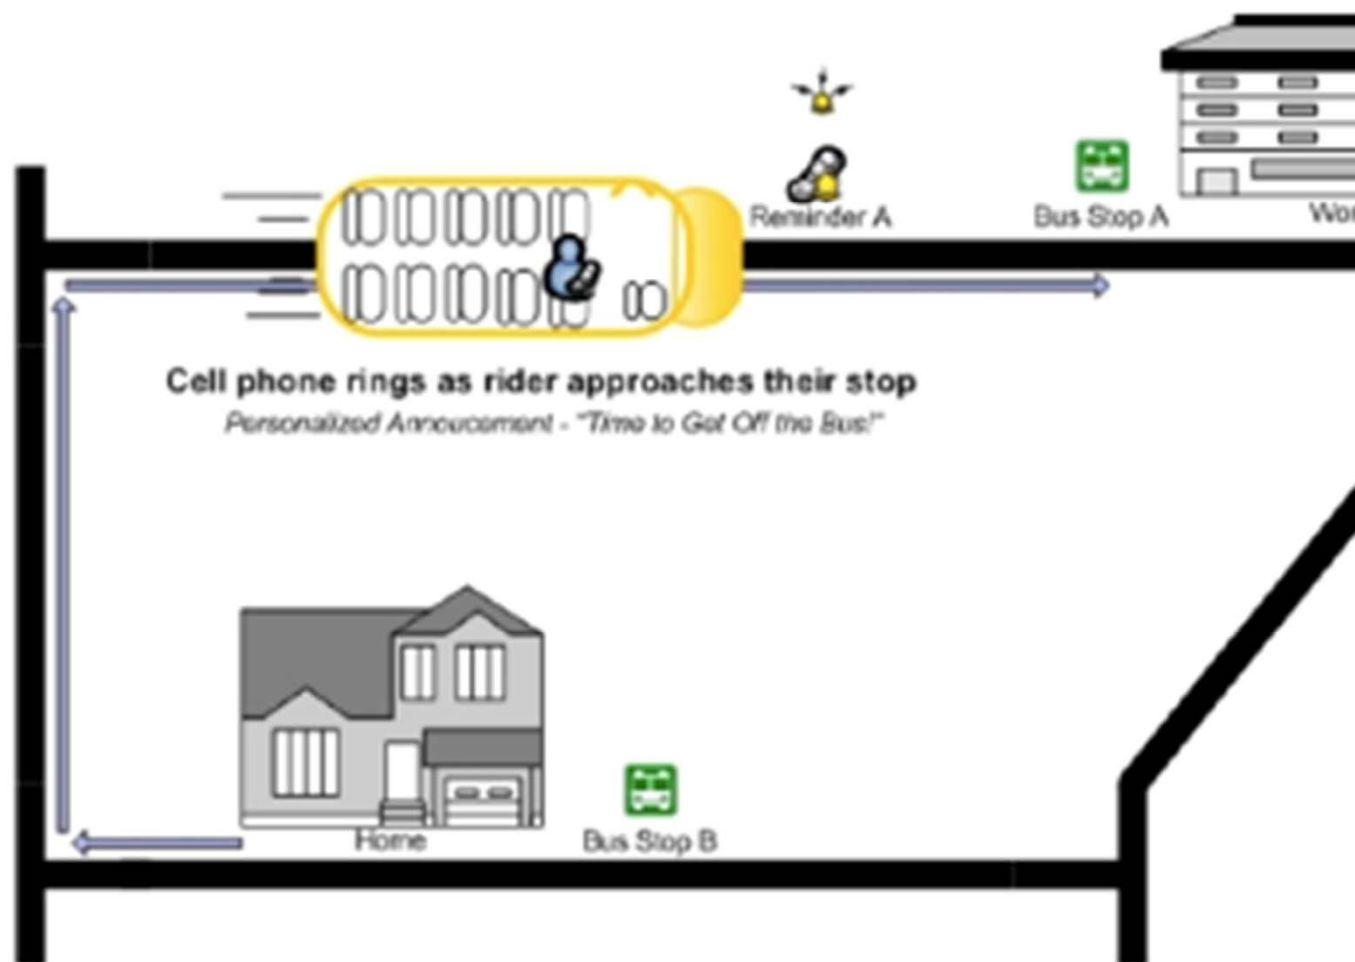 Reminder A
Bus Stop A
Wor
Cell phone rings as rider approaches their stop
Personalized Annoucement - "Time to Get Off the Bus!"
Home
Bus Stop B